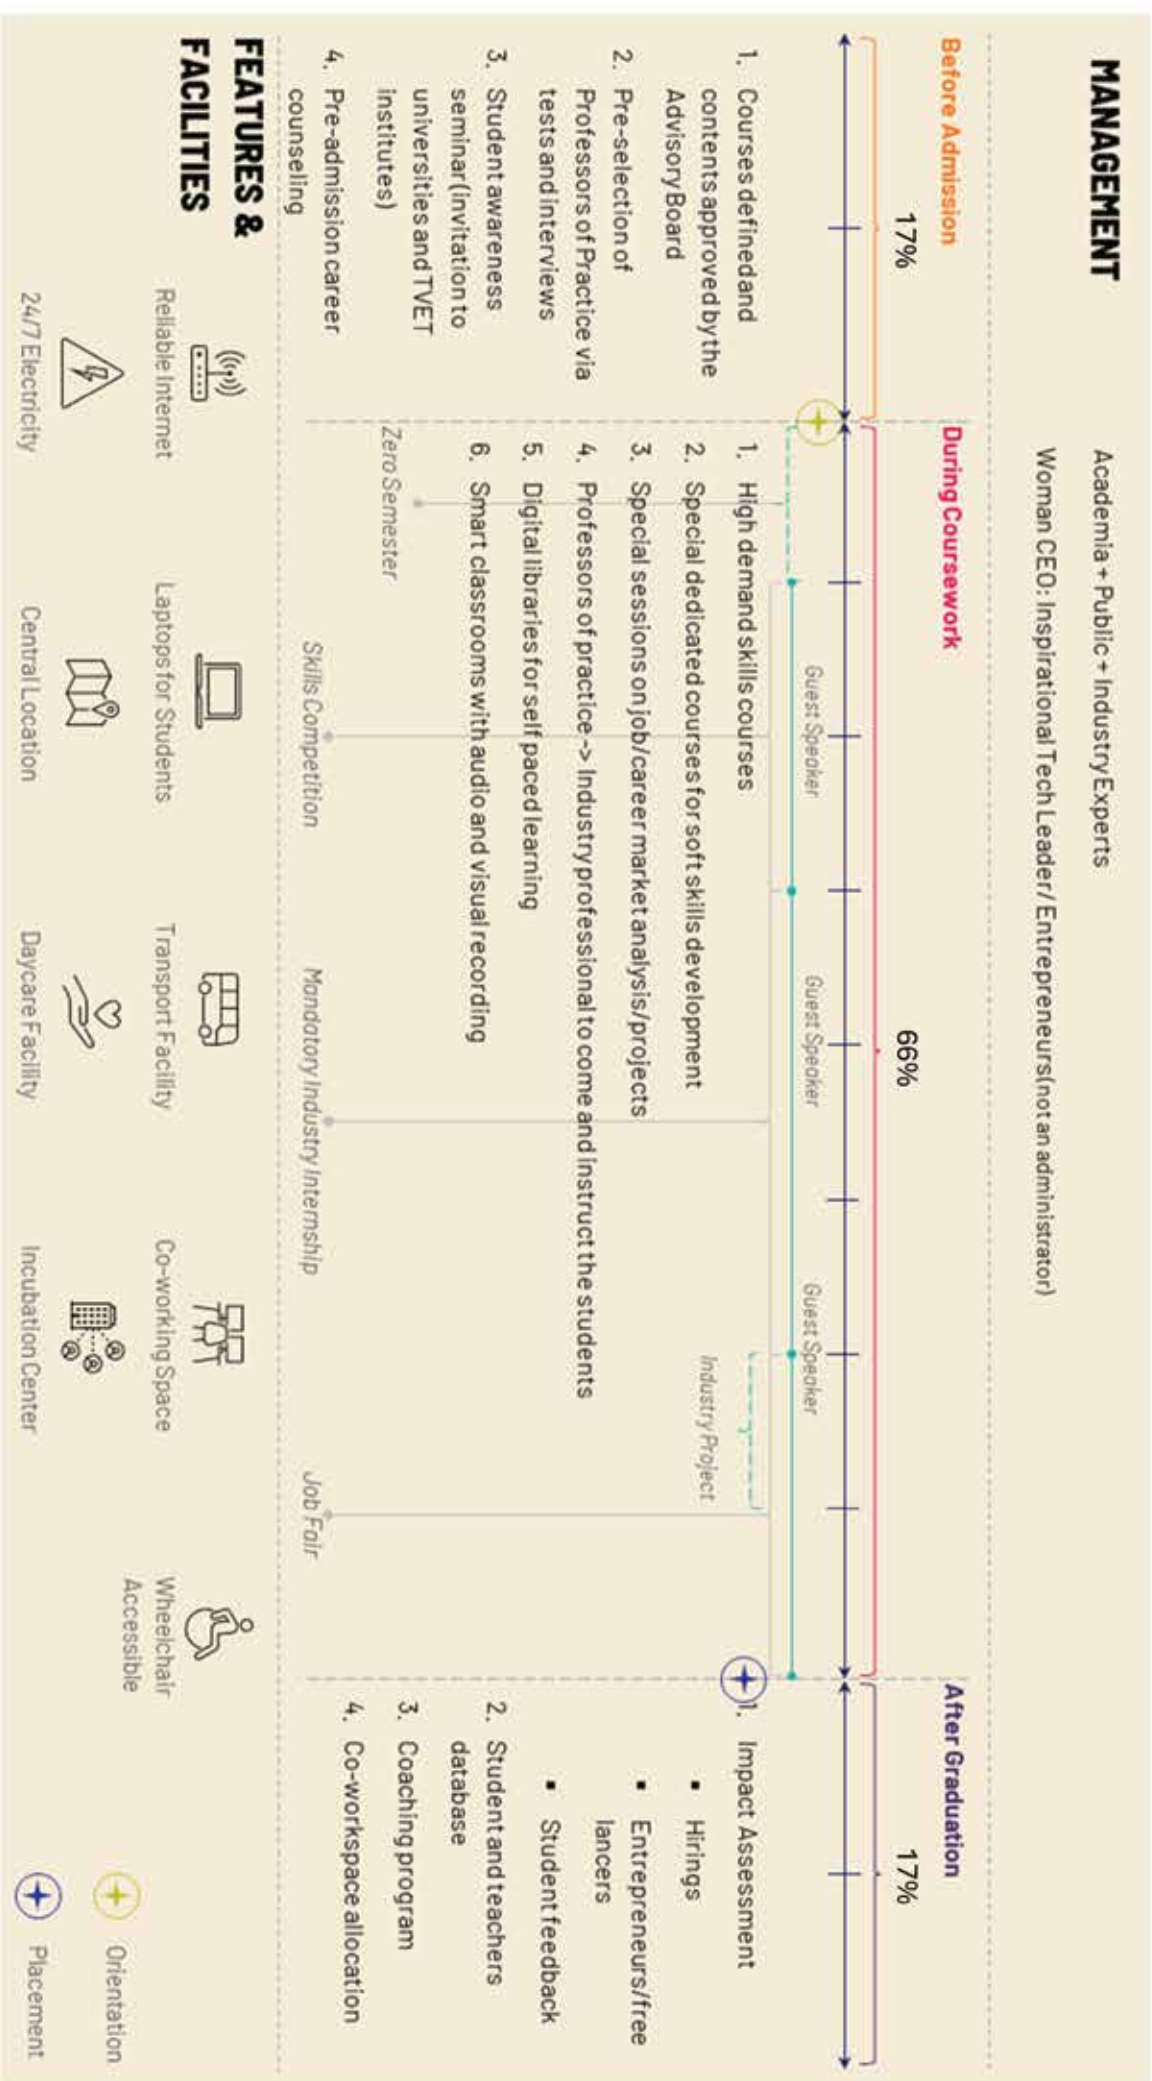 MANAGEMENT
Academia + Public + Industry Experts
Woman CEO: Inspirational Tech Leader/ Entrepreneurs(not an administrator)
Before Admission
During Coursework
After Graduation
17%
66%
17%
Guest Speaker
Guest Speaker
Guest Speaker
1. Courses defined and
contents approved by the
Advisory Board
2. Pre-selection of
Professors of Practice via
tests and interviews
3. Student awareness
seminar(invitation to
universities and TVET
institutes)
4. Pre-admission career
counseling
1. High demand skills courses
2. Special dedicated courses for soft skills development
3. Special sessions on job/career market analysis/projects
4. Professors of practice -> Industry professional to come and instruct the students
5. Digital libraries for self paced learning
6. Smart classrooms with audio and visual recording
Industry Project
Zero Semester
Skills Competition
Mandatory Industry Internship
Job Fair
1. Impact Assessment
▪ Hirings
▪ Entrepreneurs/free
lancers
▪ Student feedback
2. Student and teachers
database
3. Coaching program
4. Co-workspace allocation
FEATURES &
FACILITIES
Reliable Internet
Laptops for Students
Transport Facility
Co-working Space
Wheelchair
Accessible
24/7 Electricity
Central Location
Daycare Facility
Incubation Center
Orientation
Placement